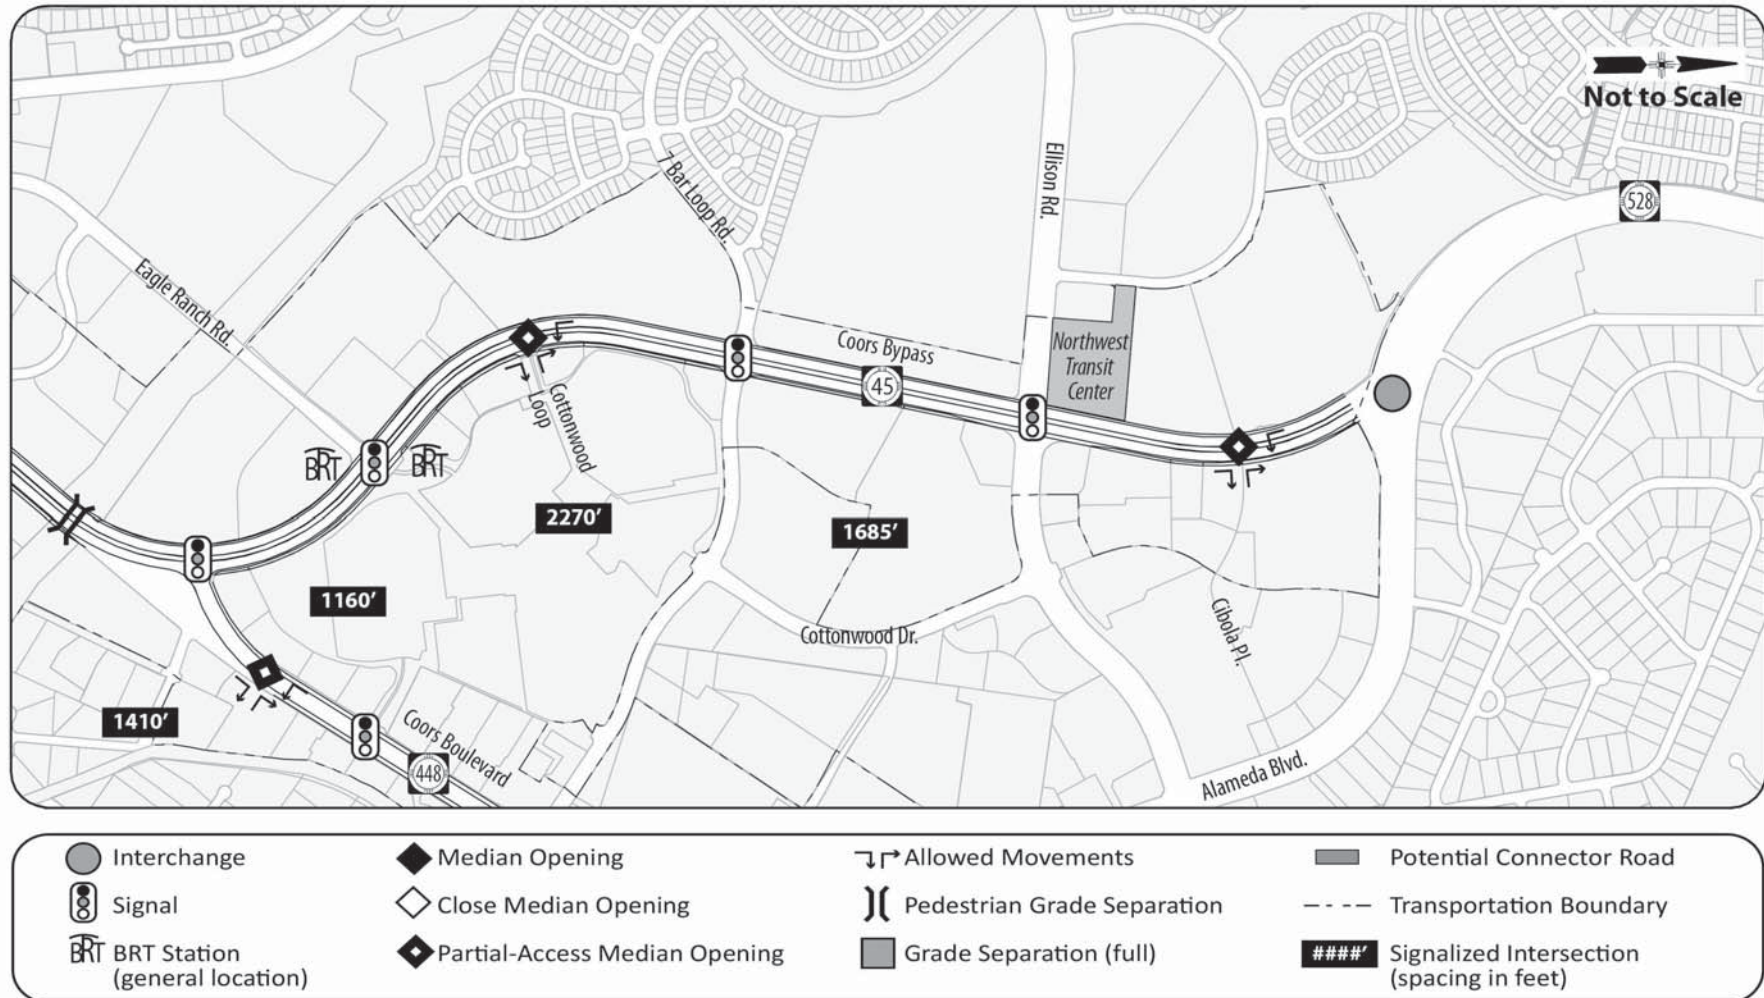 Not to Scale
528
Ellison Rd.
7 Bar Loop Rd.
Eagle Ranch Rd.
Coors Bypass
45
Northwest
Transit
Center
Cottonwood
Loop
BRT
BRT
2270’
1685’
1160’
Cottonwood Dr.
Cibola Pl.
1410’
Coors Boulevard
448
Alameda Blvd.
Interchange
Median Opening
Allowed Movements
Potential Connector Road
Signal
Close Median Opening
Pedestrian Grade Separation
Transportation Boundary
BRT BRT Station
(general location)
Partial-Access Median Opening
Grade Separation (full)
####’ Signalized Intersection
(spacing in feet)